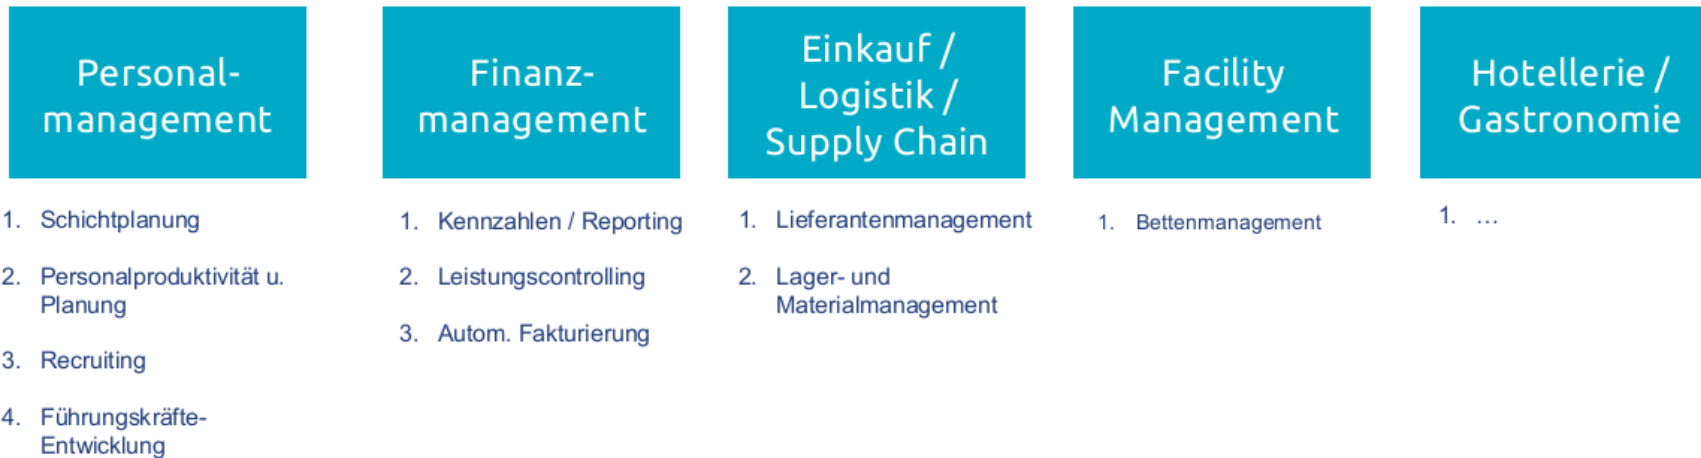 Personal-
management
1. Schichtplanung
2. Personalproduktivität u.
Planung
3. Recruiting
4. Führungskräfte-
Entwicklung
Finanz-
management
1. Kennzahlen / Reporting
2. Leistungscontrolling
3. Autom. Fakturierung
Einkauf /
Logistik /
Supply Chain
1. Lieferantenmanagement
2. Lager- und
Materialmanagement
Facility
Management
1. Bettenmanagement
Hotellerie /
Gastronomie
1. …